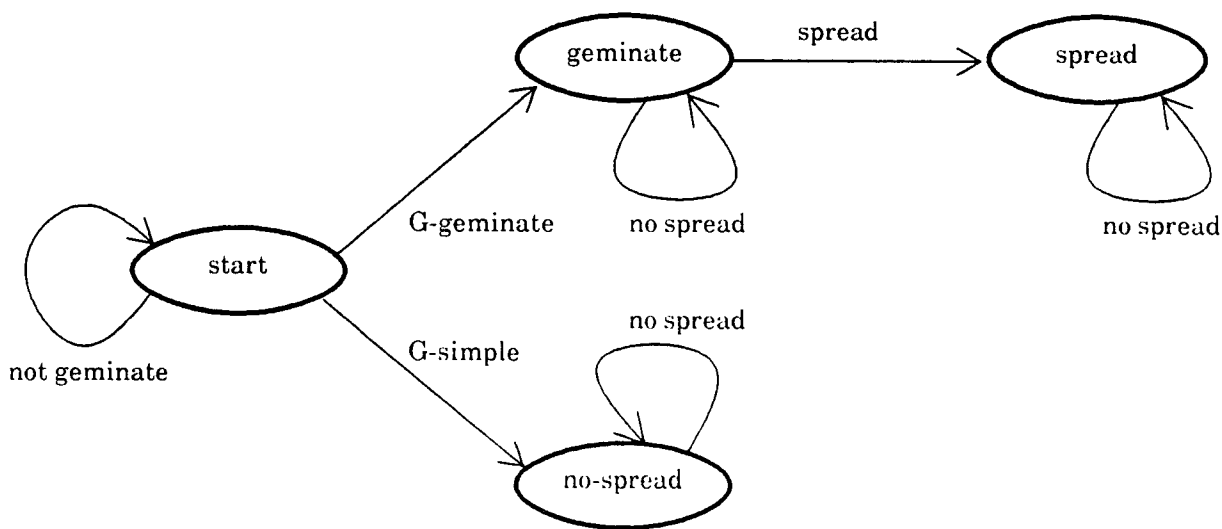 spread
geminate
spread
G-geminate
no spread
no spread
start
no spread
not geminate
G-simple
no-spread